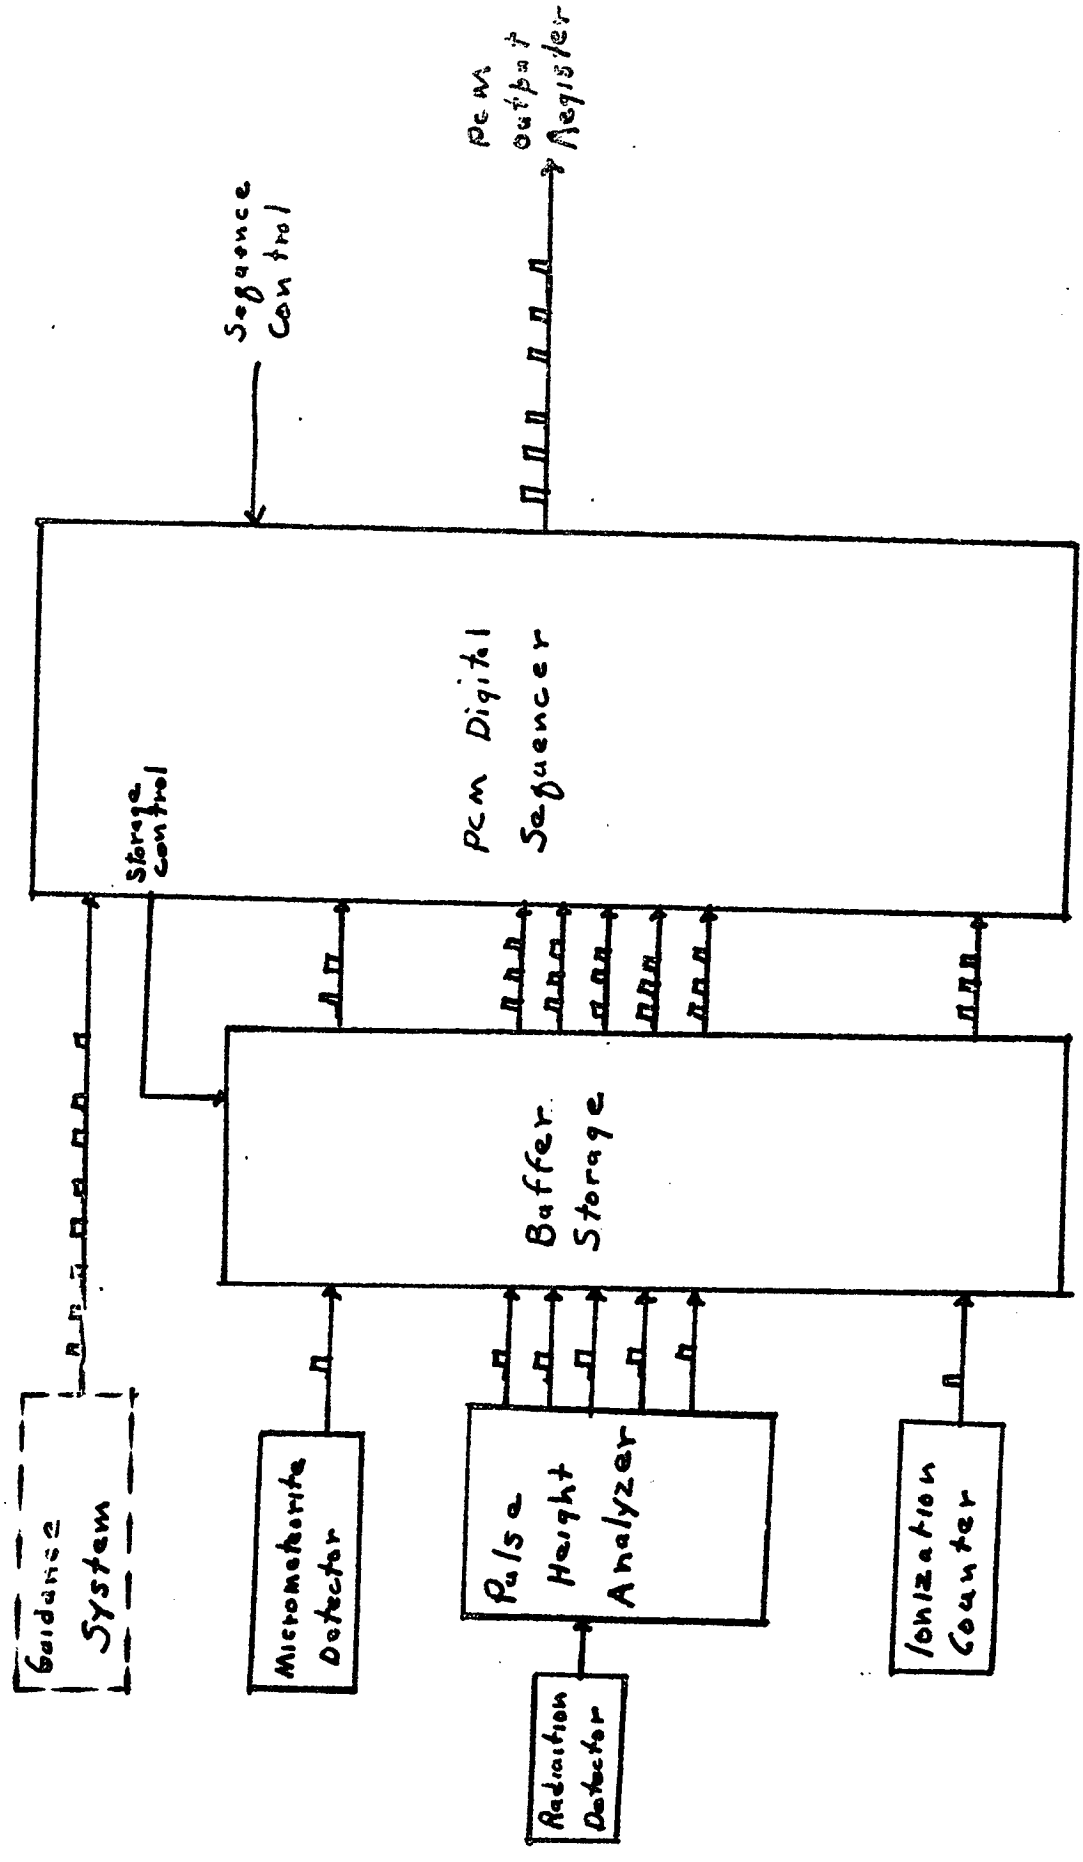 Guidance
System
Micrometeorite
Detector
Radiation
Detector
Pulse
Height
Analyzer
Ionization
Counter
Buffer
Storage
Storage
control
PCM Digital
Sequencer
Sequence
Control
PCM
output
Register